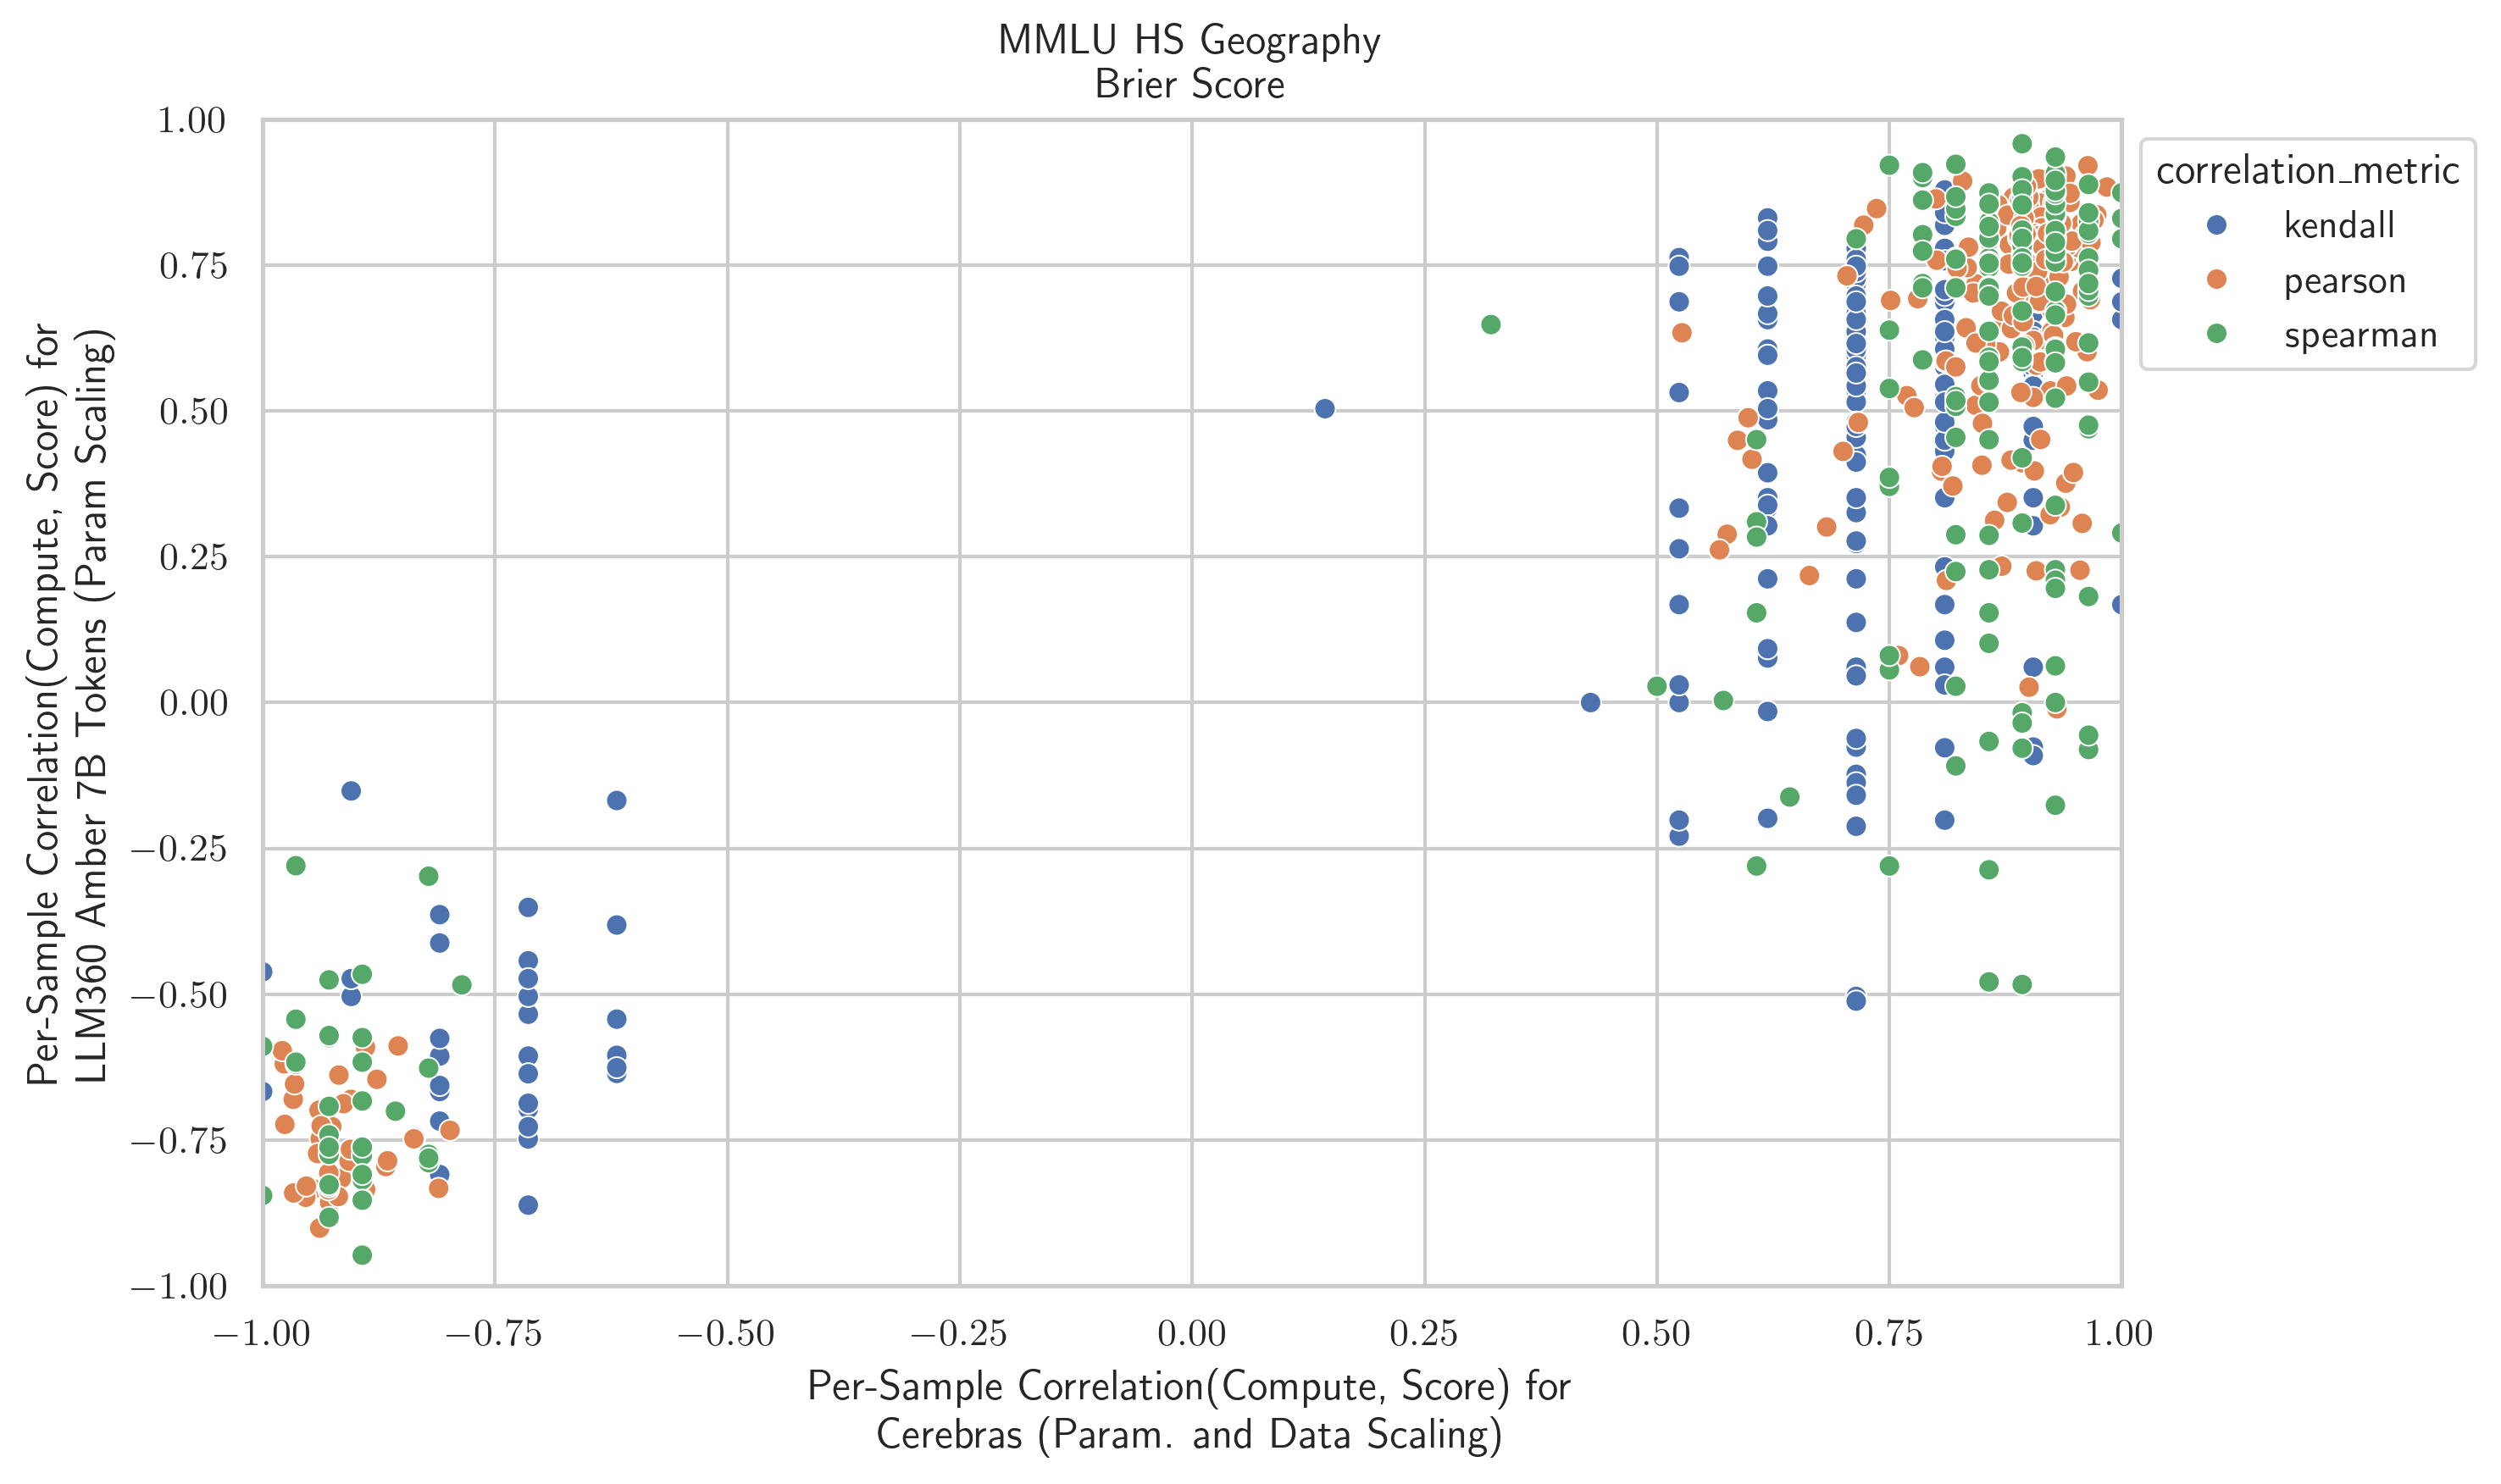 MMLU HS Geography
Brier Score
1.00
0.75
0.50
0.25
0.00
−0.25
−0.50
−0.75
−1.00
Per-Sample Correlation(Compute, Score) for
LLM360 Amber 7B Tokens (Param Scaling)
−1.00
−0.75
−0.50
−0.25
0.00
0.25
0.50
0.75
1.00
Per-Sample Correlation(Compute, Score) for
Cerebras (Param. and Data Scaling)
correlation_metric
kendall
pearson
spearman